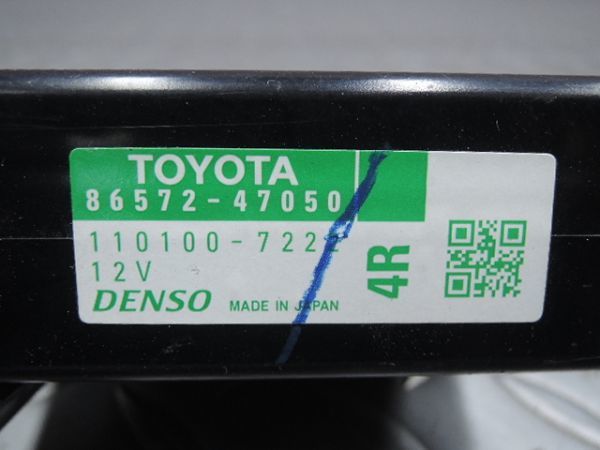 TOYOTA
86572-47050
110100-7222
12V
4R
DENSO MADE IN JAPAN